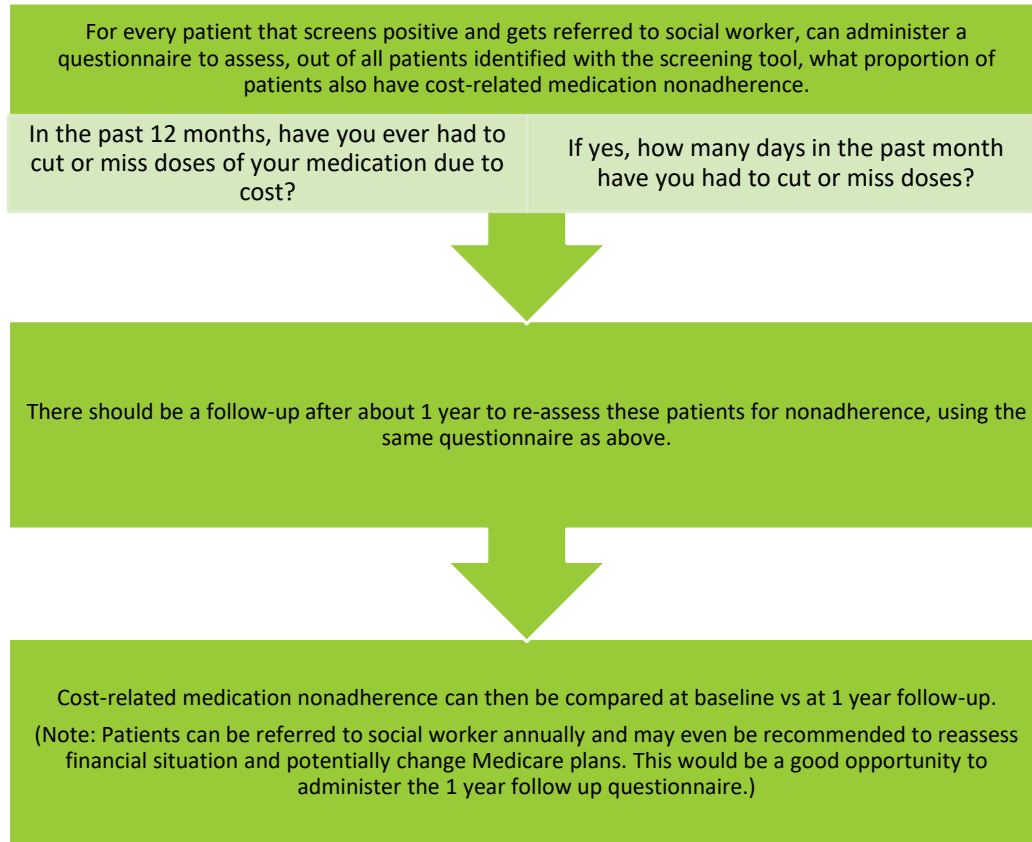 For every patient that screens positive and gets referred to social worker, can administer a
questionnaire to assess, out of all patients identified with the screening tool, what proportion of
patients also have cost-related medication nonadherence.
In the past 12 months, have you ever had to
cut or miss doses of your medication due to
cost?
If yes, how many days in the past month
have you had to cut or miss doses?
There should be a follow-up after about 1 year to re-assess these patients for nonadherence, using the
same questionnaire as above.
Cost-related medication nonadherence can then be compared at baseline vs at 1 year follow-up.
(Note: Patients can be referred to social worker annually and may even be recommended to reassess
financial situation and potentially change Medicare plans. This would be a good opportunity to
administer the 1 year follow up questionnaire.)